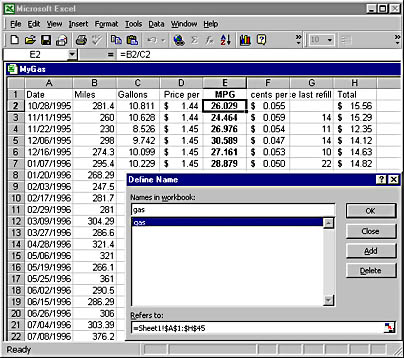 Microsoft Excel
File Edit View Insert Format Tools Data Window Help
10
E2 = =B2/C2
MyGas
A B C D E F G H
1 Date Miles Gallons Price per MPG cents per e last refill Total
2 10/28/1995 281.4 10.811 $ 1.44 26.029 $ 0.055 $ 15.56
3 11/11/1995 260 10.628 $ 1.44 24.464 $ 0.059 14 $ 15.29
4 11/22/1995 230 8.526 $ 1.45 26.976 $ 0.054 11 $ 12.35
5 12/06/1995 298 9.742 $ 1.45 30.589 $ 0.047 14 $ 14.12
6 12/16/1995 274.3 10.099 $ 1.45 27.161 $ 0.053 10 $ 14.63
7 01/07/1996 295.4 10.229 $ 1.45 28.879 $ 0.050 22 $ 14.82
8 01/20/1996 268.29
9 02/03/1996 247.5
10 02/17/1996 281.7
11 02/29/1996 281
12 03/09/1996 304.29
13 03/27/1996 286.6
14 04/28/1996 321.4
15 05/06/1996 321
16 05/19/1996 266.1
17 05/26/1996 361
18 06/02/1996 290.5
19 06/15/1996 286.29
20 06/26/1996 306
21 07/04/1996 303.39
22 07/08/1996 376.2
Define Name
Names in workbook:
gas
gas
OK
Close
Add
Delete
Refers to:
=Sheet1!$A$1:$H$45
Ready